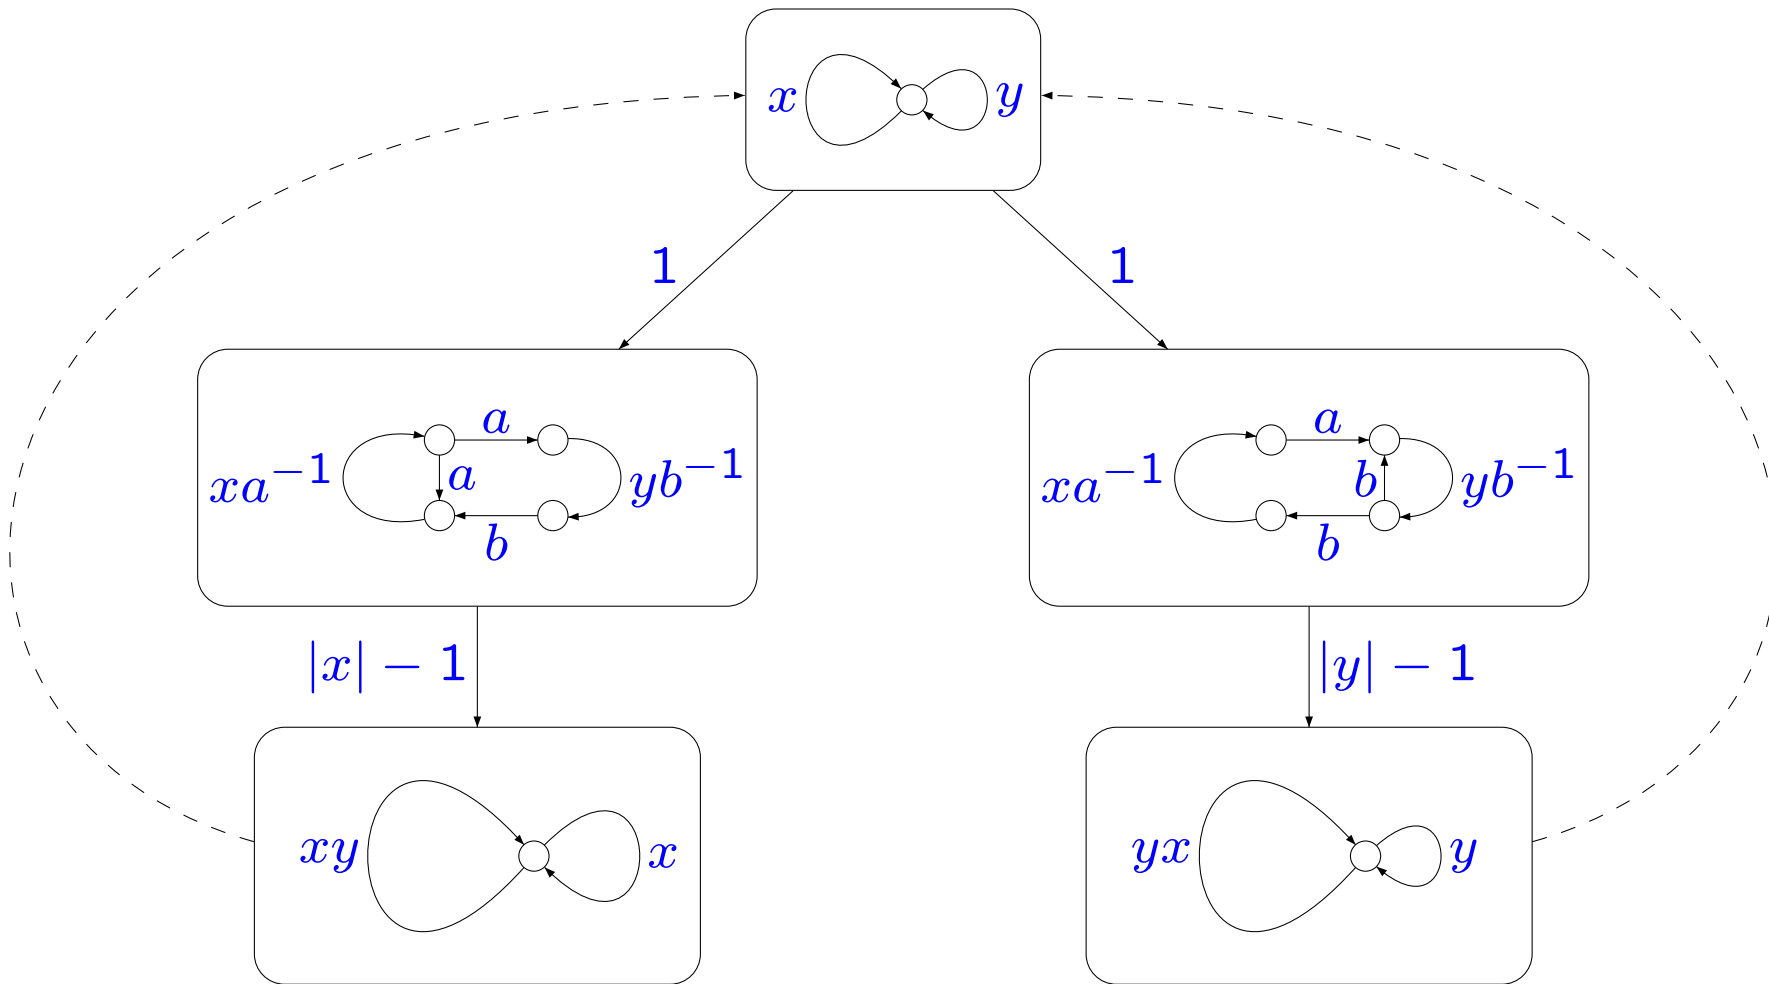 x y
1 1
a a
xa⁻¹ a yb⁻¹ xa⁻¹ b yb⁻¹
b b
|x| − 1 |y| − 1
xy x yx y